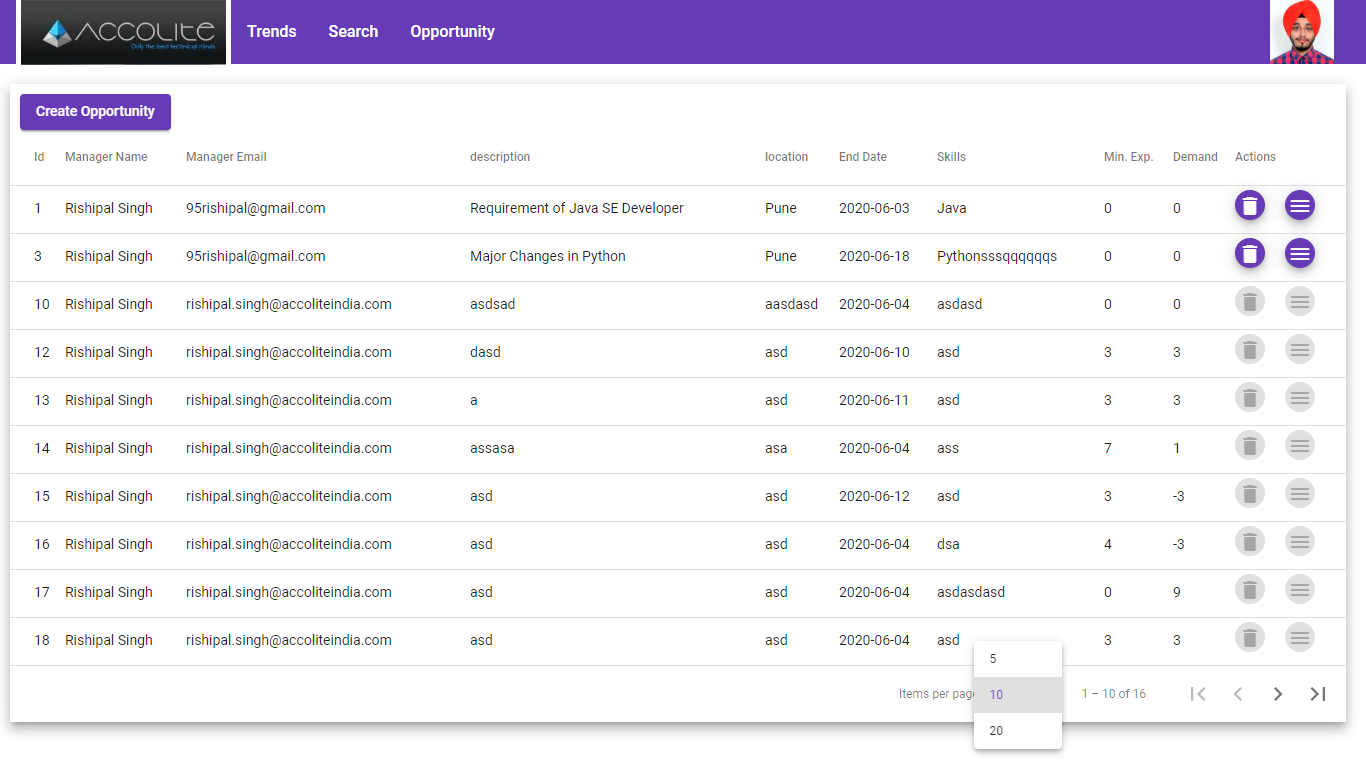 ACCOLITE Trends Search Opportunity
Only the best technical minds
Create Opportunity
Id Manager Name Manager Email description location End Date Skills Min. Exp. Demand Actions
1 Rishipal Singh 95rishipal@gmail.com Requirement of Java SE Developer Pune 2020-06-03 Java 0 0
3 Rishipal Singh 95rishipal@gmail.com Major Changes in Python Pune 2020-06-18 Pythonsssqqqqqqs 0 0
10 Rishipal Singh rishipal.singh@accoliteindia.com asdsad aasdasd 2020-06-04 asdasd 0 0
12 Rishipal Singh rishipal.singh@accoliteindia.com dasd asd 2020-06-10 asd 3 3
13 Rishipal Singh rishipal.singh@accoliteindia.com a asd 2020-06-11 asd 3 3
14 Rishipal Singh rishipal.singh@accoliteindia.com assasa asa 2020-06-04 ass 7 1
15 Rishipal Singh rishipal.singh@accoliteindia.com asd asd 2020-06-12 asd 3 -3
16 Rishipal Singh rishipal.singh@accoliteindia.com asd asd 2020-06-04 dsa 4 -3
17 Rishipal Singh rishipal.singh@accoliteindia.com asd asd 2020-06-04 asdasdasd 0 9
18 Rishipal Singh rishipal.singh@accoliteindia.com asd asd 2020-06-04 asd 3 3
5
Items per page 10 1 – 10 of 16
20